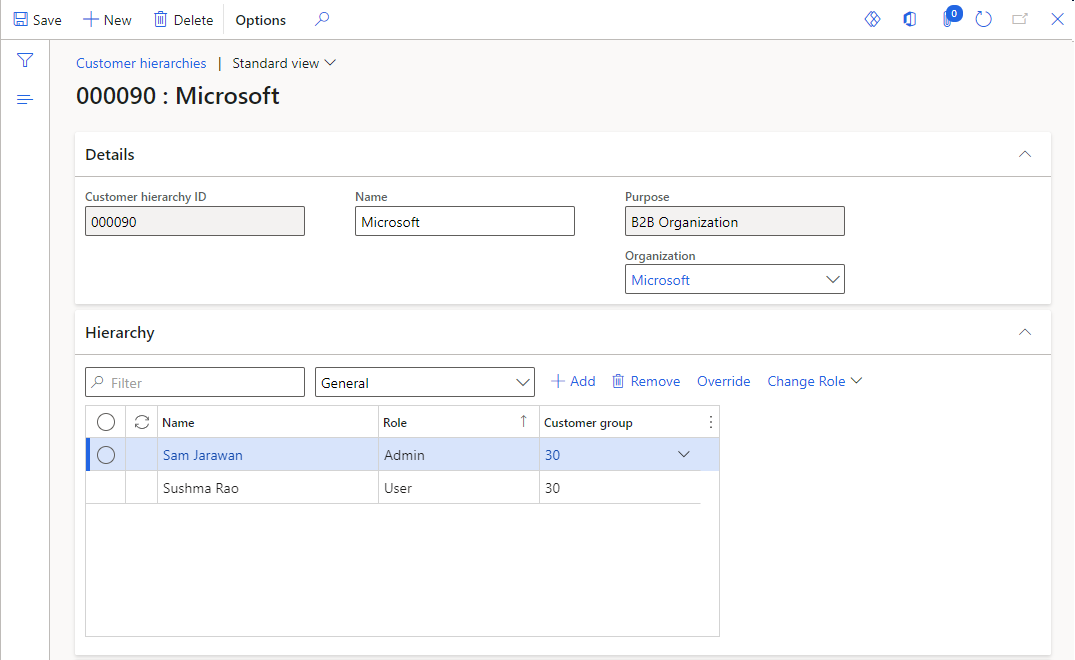 Save New Delete Options 0
Customer hierarchies | Standard view
000090 : Microsoft
Details
Customer hierarchy ID Name Purpose
000090 Microsoft B2B Organization
Organization
Microsoft
Hierarchy
Filter General Add Remove Override Change Role
Name Role Customer group
Sam Jarawan Admin 30
Sushma Rao User 30